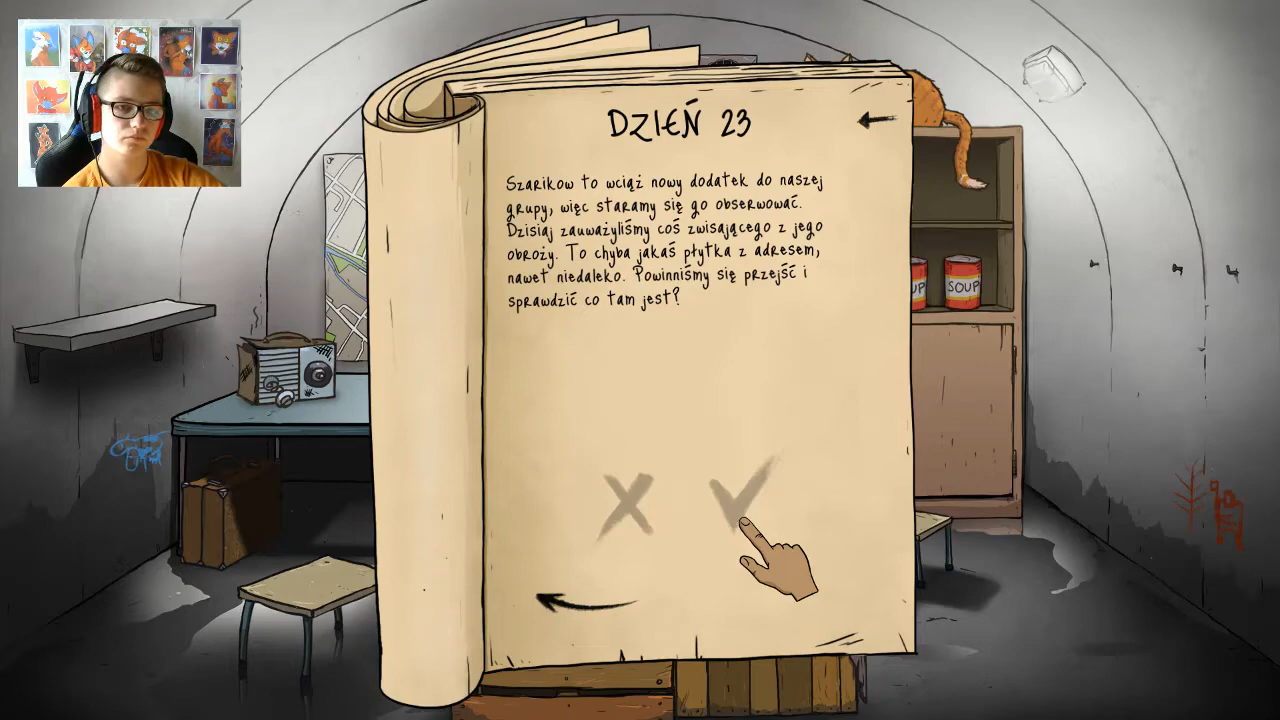 DZIEŃ 23
Szarikow to wciąż nowy dodatek do naszej
grupy, więc staramy się go obserwować.
Dzisiaj zauważyliśmy coś zwisającego z jego
obroży. To chyba jakaś płytka z adresem,
nawet niedaleko. Powinniśmy się przejść i
sprawdzić co tam jest?
UP
SOUP